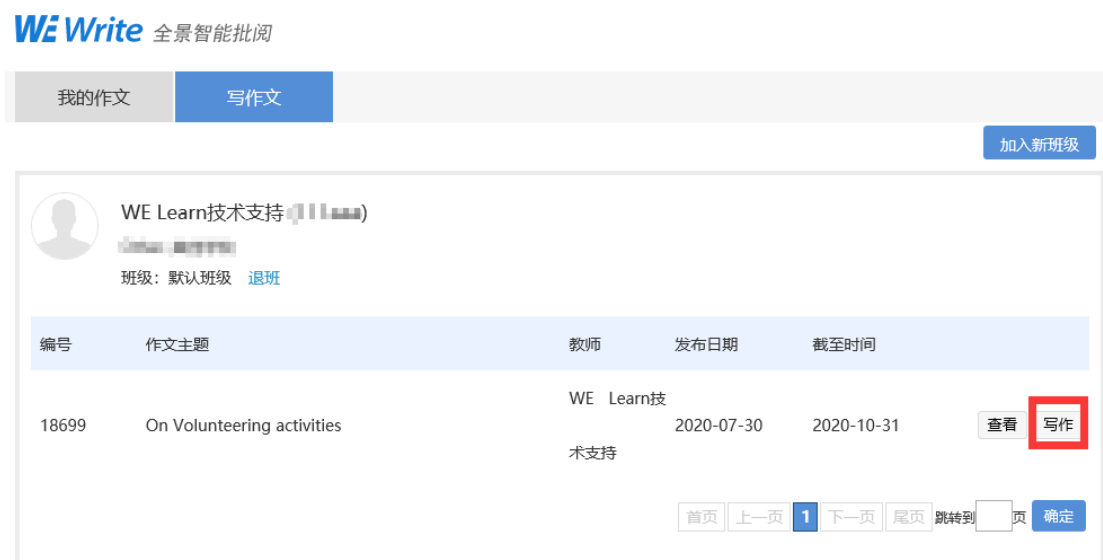 WE Write 全景智能批阅
我的作文 写作文
加入新班级
WE Learn技术支持
班级：默认班级 退班
编号 作文主题 教师 发布日期 截至时间
WE Learn技
18699 On Volunteering activities 2020-07-30 2020-10-31 查看 写作
术支持
首页 上一页 1 下一页 尾页 跳转到 页 确定